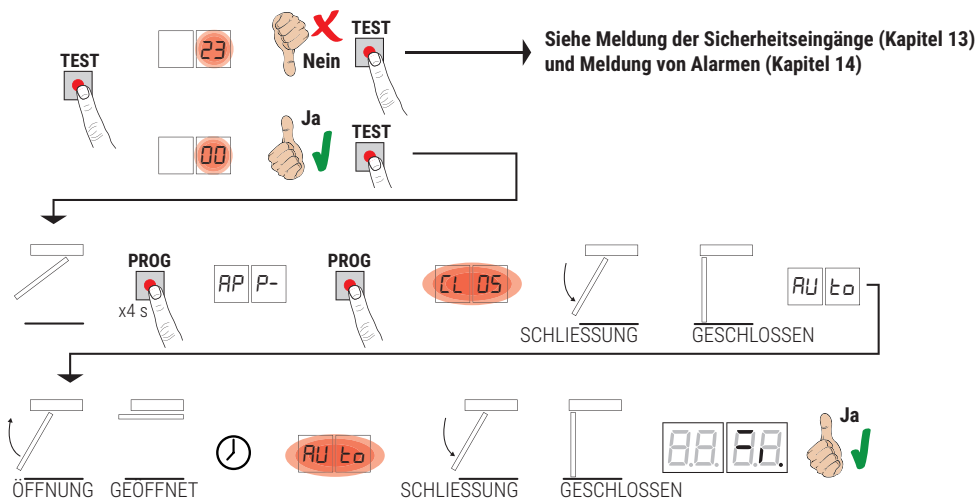 TEST
23
Nein
TEST
Siehe Meldung der Sicherheitseingänge (Kapitel 13)
und Meldung von Alarmen (Kapitel 14)
00
Ja
TEST
PROG
x4 s
AP P-
PROG
CL OS
SCHLIESSUNG
GESCHLOSSEN
AU to
ÖFFNUNG
GEÖFFNET
AU to
SCHLIESSUNG
GESCHLOSSEN
Ja